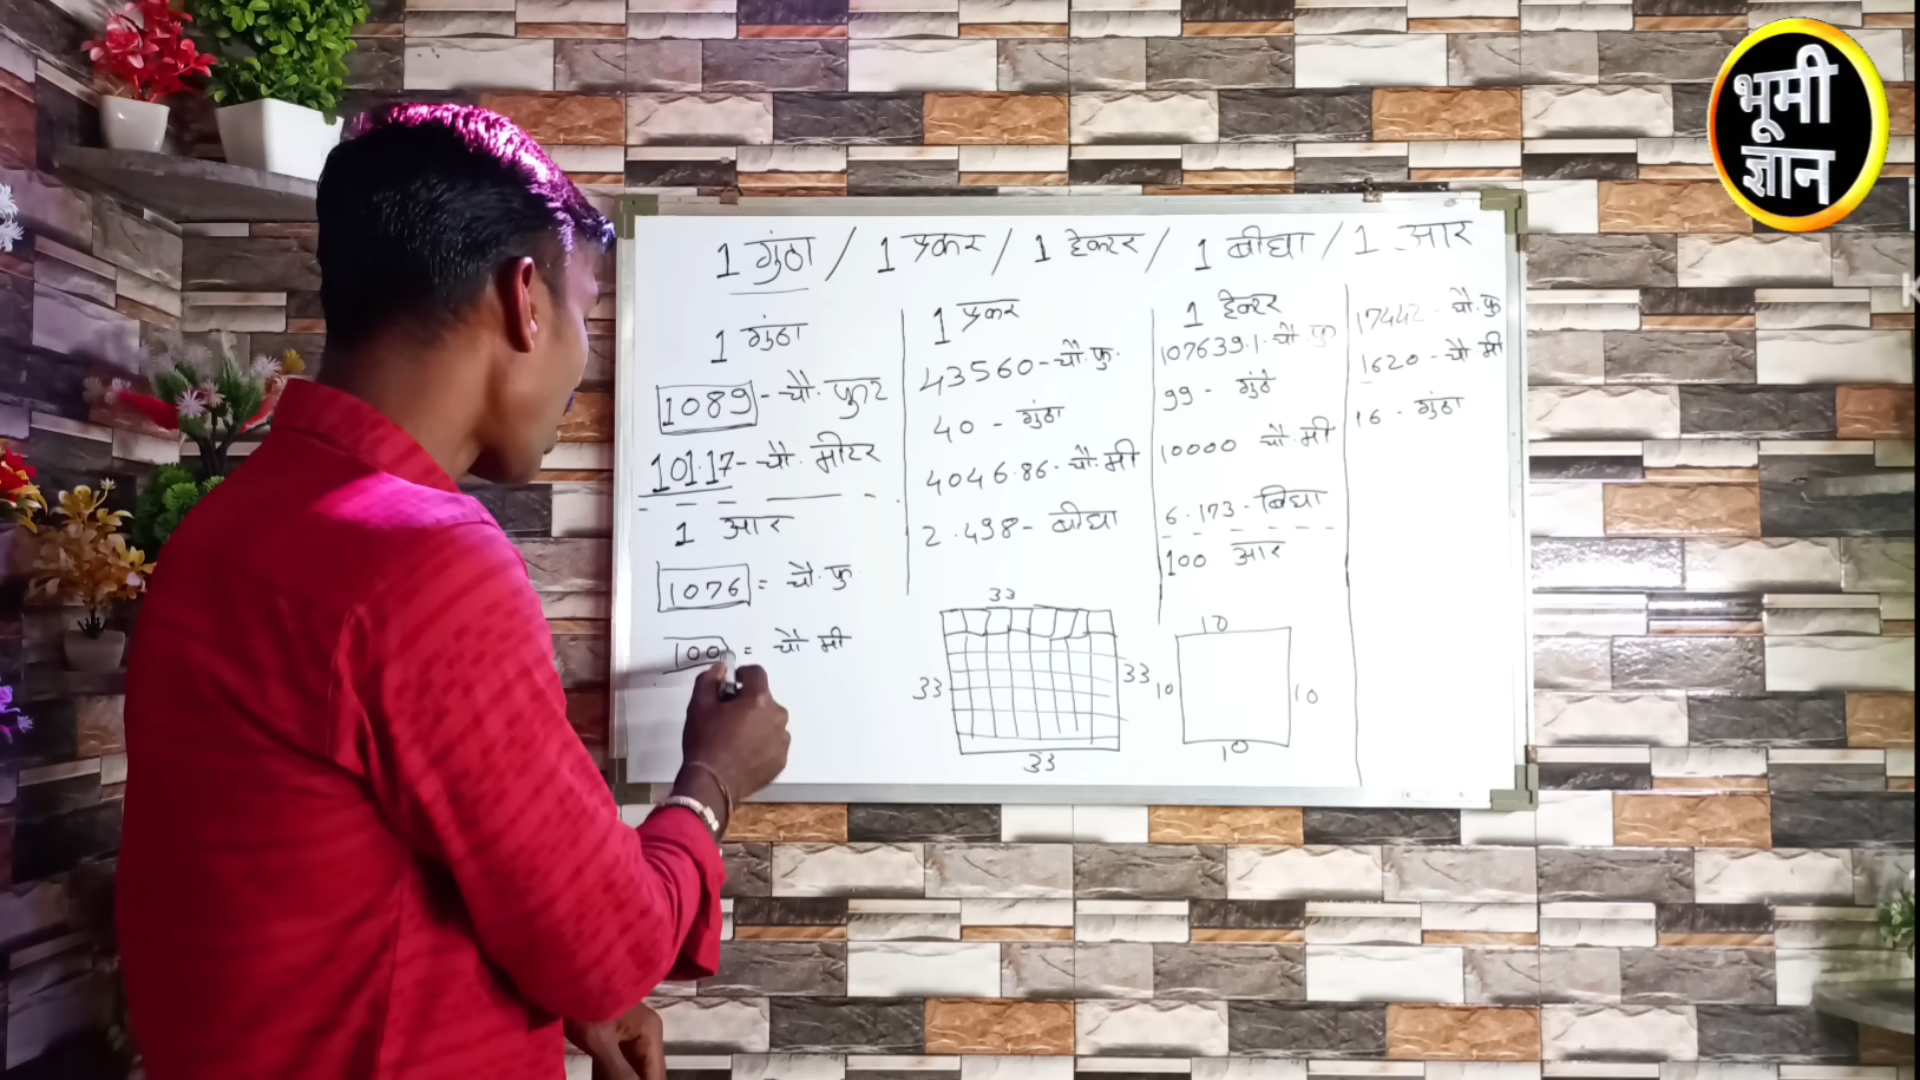 भूमी
ज्ञान
1 गुंठा / 1 एकर / 1 हेक्टर / 1 बीघा / 1 आर
1 गुंठा
1089 - चौ. फुट
101.17 - चौ. मीटर
1 आर
1076 = चौ. फु.
100 = चौ मी
1 एकर
43560 - चौ. फु.
40 - गुंठा
4046.86 - चौ. मी
2.498 - बीघा
33
33
33
33
1 हेक्टर
107639.1 - चौ. फु
99 - गुंठे
10000 चौ. मी
6.173 - बिघा
100 आर
10
10
10
10
17442 - चौ. फु
1620 - चौ मी
16 - गुंठा